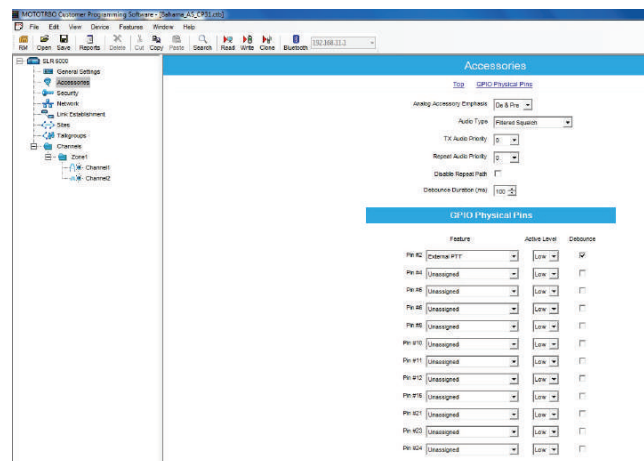 MOTOTRBO Customer Programming Software - [Sehama_AS_CPS1.ctb]
File Edit View Device Features Window Help
RM Open Save Reports Delete Cut Copy Paste Search Read Write Clone Bluetooth 192.168.11.1
SLR 5000
General Settings
Accessories
Security
Network
Link Establishment
Sites
Talkgroups
Channels
Zone1
Channel1
Channel2
Accessories
Top GPIO Physical Pins
Analog Accessory Emphasis De & Pre
Audio Type Filtered Squelch
TX Audio Priority
Repeat Audio Priority
Disable Repeat Path
Debounce Duration (ms) 100
GPIO Physical Pins
Feature Active Level Debounce
Pin #2 External PTT Low
Pin #4 Unassigned Low
Pin #5 Unassigned Low
Pin #6 Unassigned Low
Pin #9 Unassigned Low
Pin #10 Unassigned Low
Pin #11 Unassigned Low
Pin #12 Unassigned Low
Pin #15 Unassigned Low
Pin #21 Unassigned Low
Pin #23 Unassigned Low
Pin #24 Unassigned Low